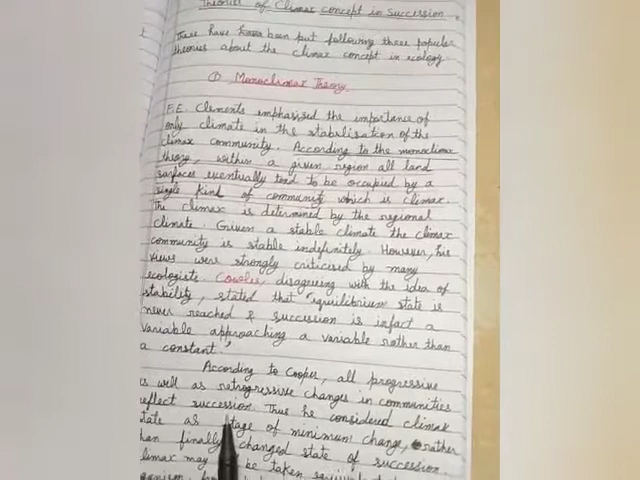 Theories of Climax concept in Succession.
There have been put following three popular
theories about the climax concept in ecology.
① Monoclimax Theory
F.E. Clements emphasized the importance of
only climate in the stabilisation of the
climax community. According to the monoclimax
theory, within a given region all land
surfaces eventually tend to be occupied by a
single kind of community which is climax.
The climax is determined by the regional
climate. Given a stable climate the climax
community is stable indefinitely. However, his
views were strongly criticised by many
ecologists. Cowles, disagreeing with the idea of
stability, stated that "equilibrium state is
never reached & succession is infact a
variable approaching a variable rather than
a constant."
According to Cooper, all progressive
as well as retrogressive changes in communities
reflect succession. Thus he considered climax
state as stage of minimum change, rather
than finally changed state of succession.
climax may be taken